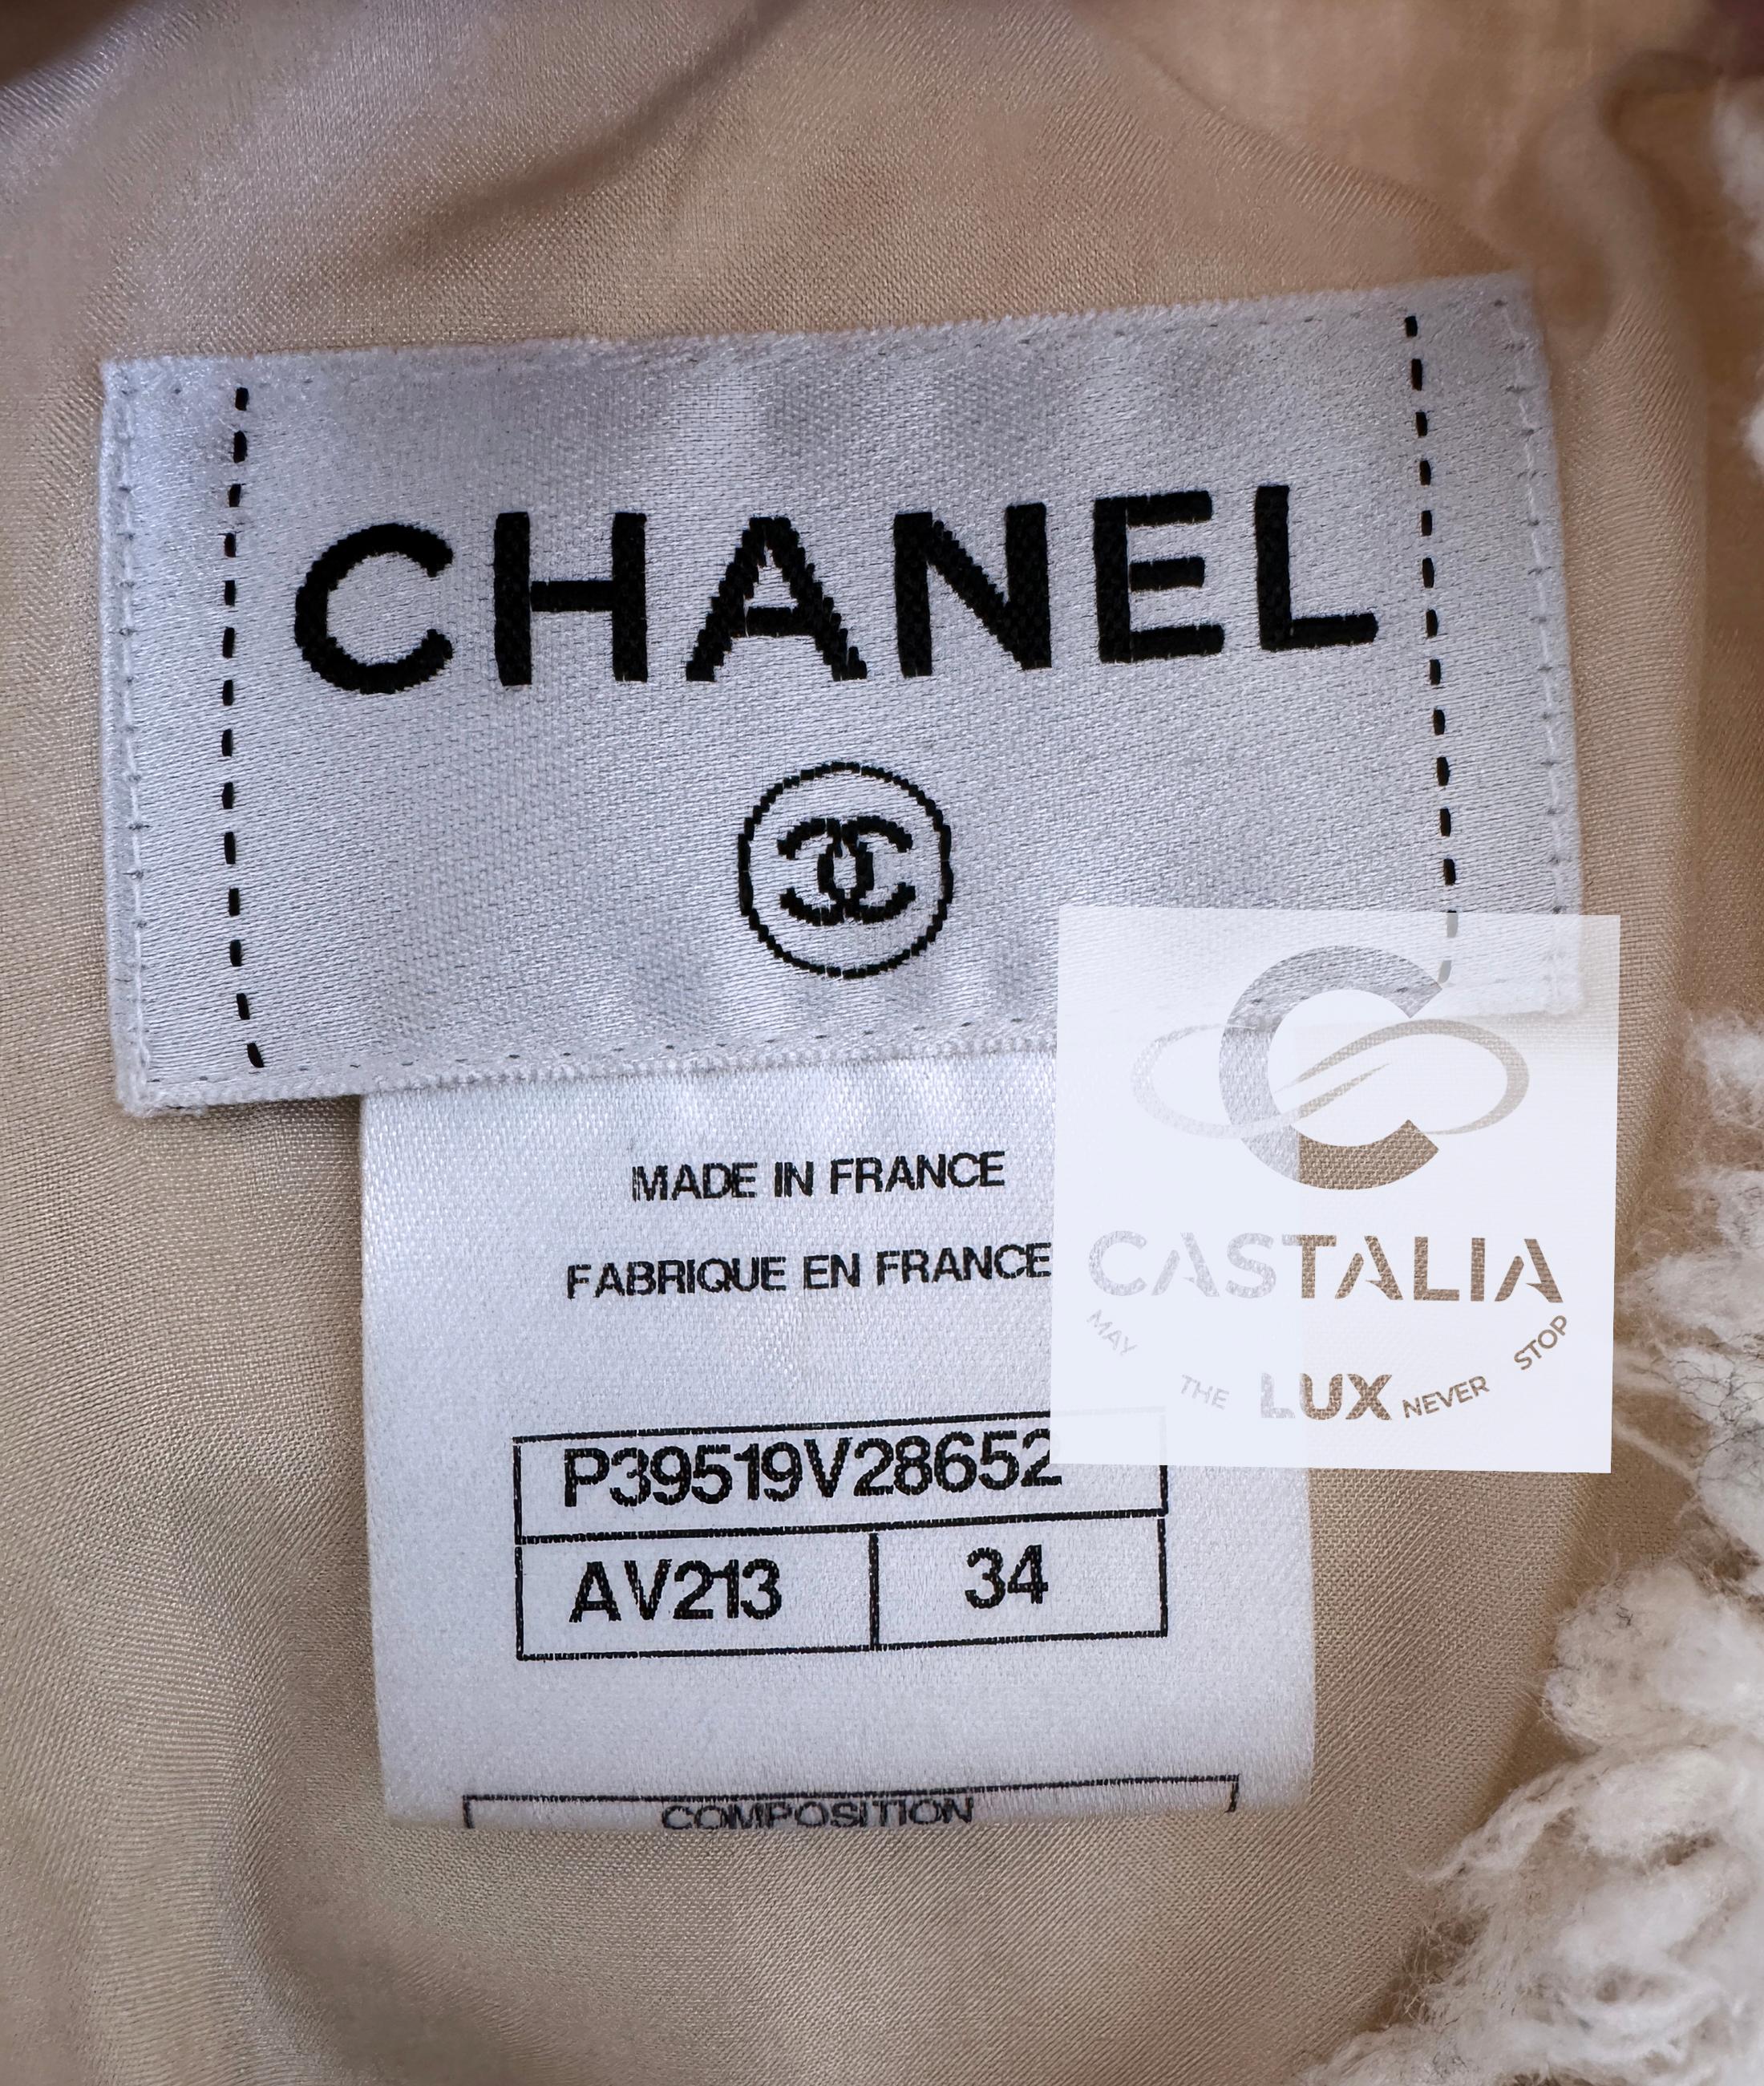 CHANEL
MADE IN FRANCE
FABRIQUE EN FRANCE
P39519V28652
AV213 34
COMPOSITION
CASTALIA
MAY THE LUX NEVER STOP